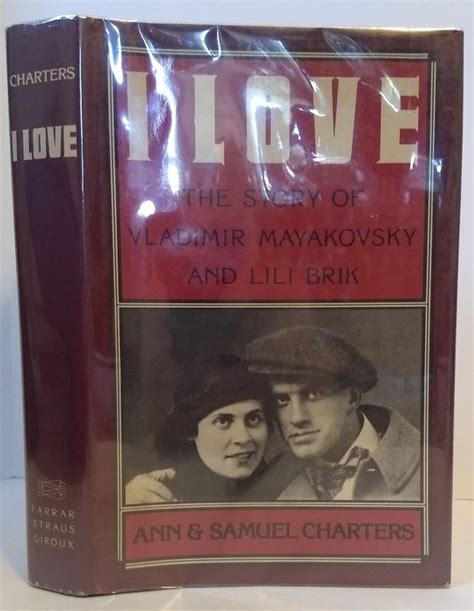 CHARTERS
I LOVE
FARRAR
STRAUS
GIROUX
I LOVE
THE STORY OF
VLADIMIR MAYAKOVSKY
AND LILI BRIK
ANN & SAMUEL CHARTERS